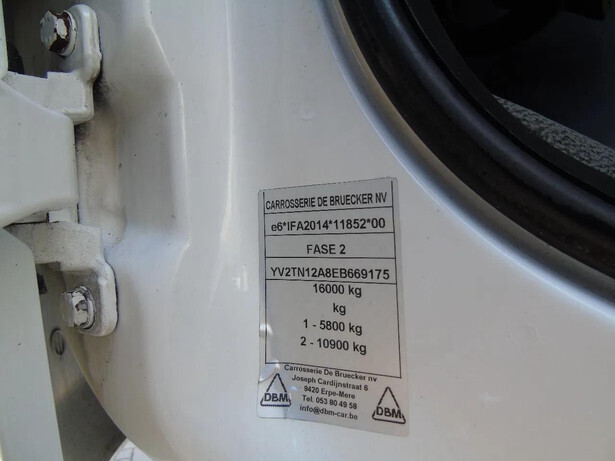 CARROSSERIE DE BRUECKER NV
e6*IFA2014*11852*00
FASE 2
YV2TN12A8EB669175
16000 kg
kg
1 - 5800 kg
2 - 10900 kg
Carrosserie De Bruecker nv
Joseph Cardijnstraat 6
9420 Erpe-Mere
Tel. 053 80 49 58
info@dbm-car.be
DBM
DBM